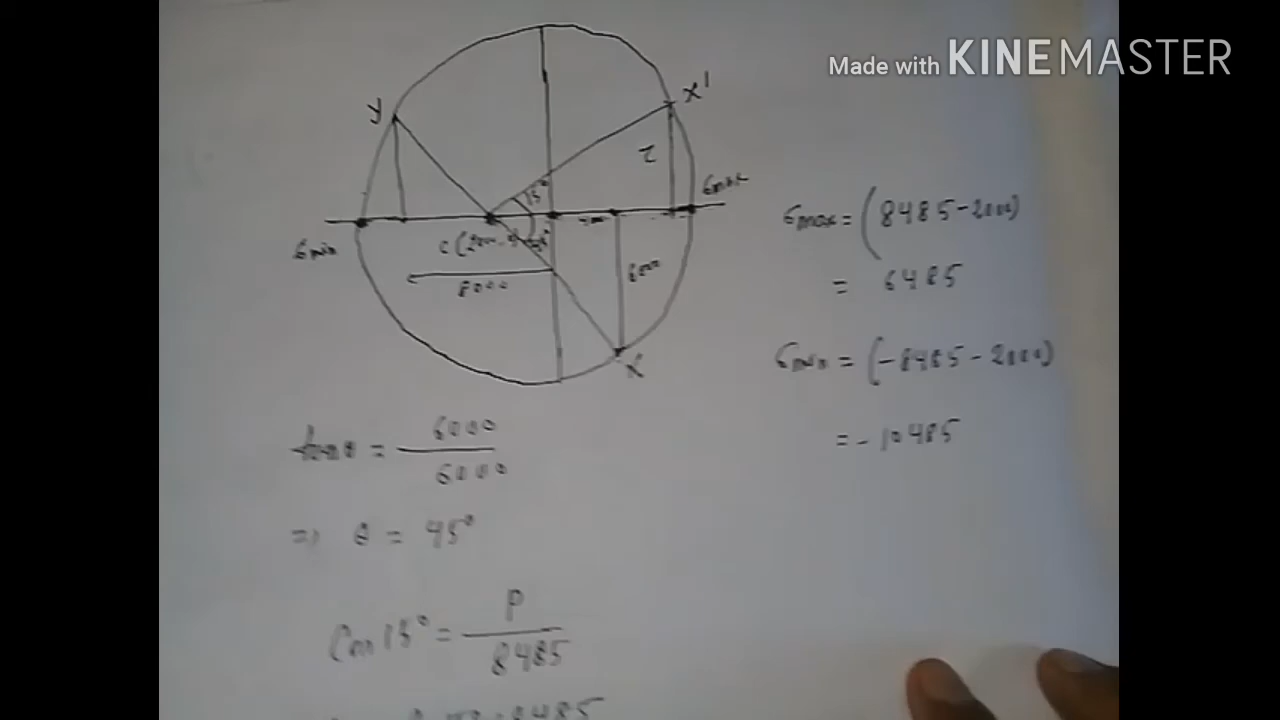 Made with KINEMASTER
y
x'
τ
15°
σmax
σmin
8000
6000
x
σmax = (8485-2000)
= 6485
σmin = (-8485-2000)
= -10485
tanθ = 6000 / 6000
=> θ = 45°
Cos 15° = P / 8485